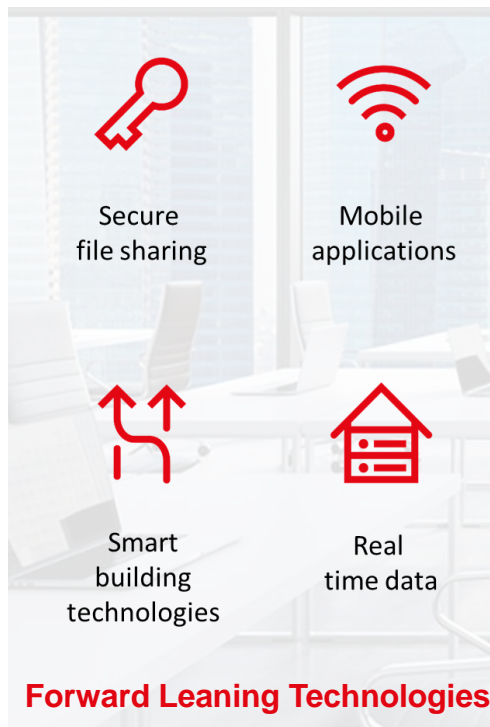 Secure
file sharing
Mobile
applications
Smart
building
technologies
Real
time data
Forward Leaning Technologies